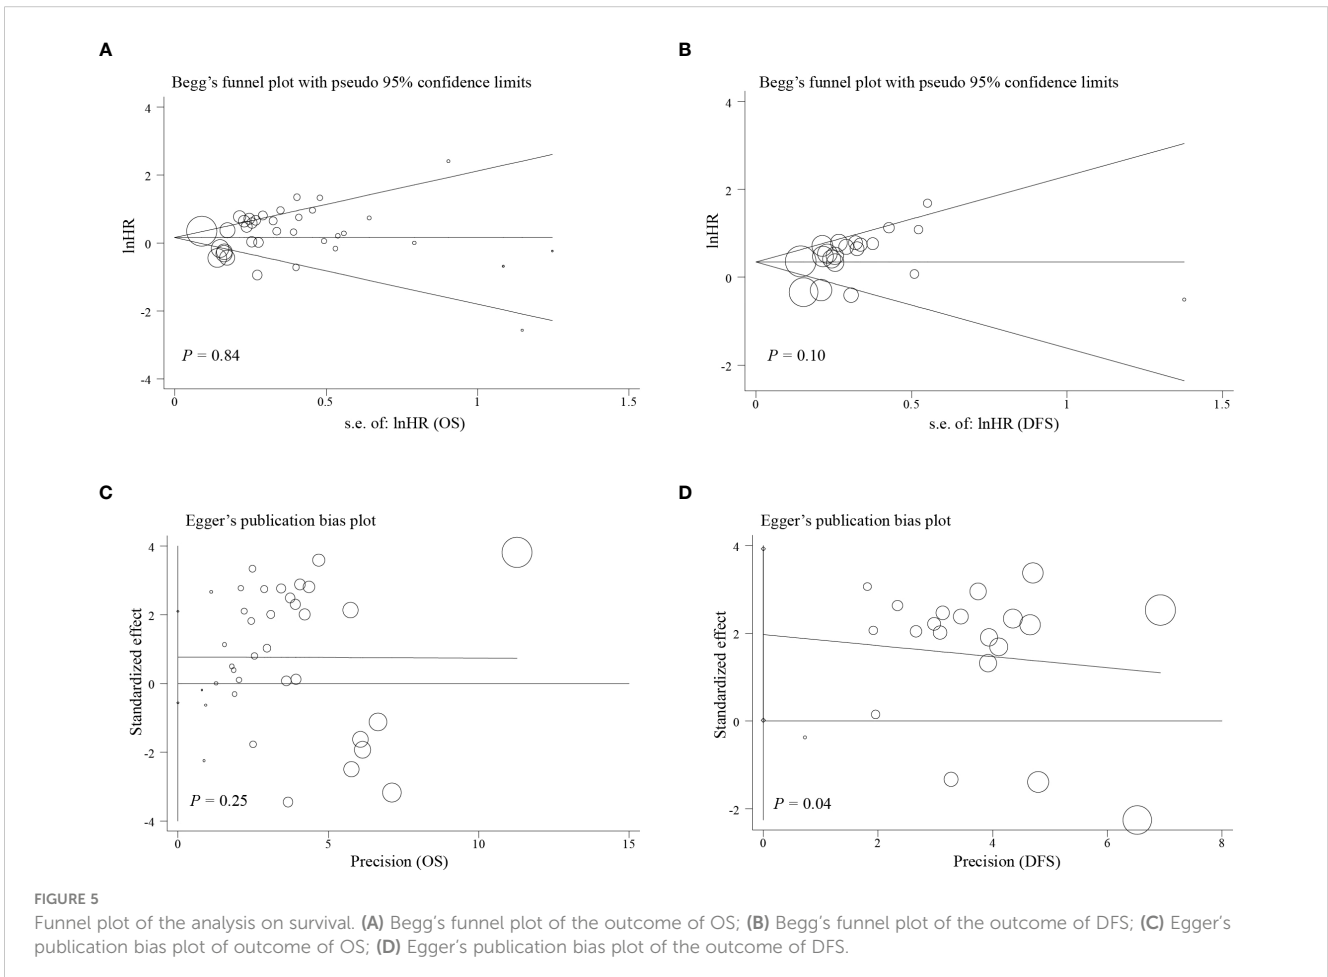 A
Begg's funnel plot with pseudo 95% confidence limits
4
2
0
-2
-4
lnHR
P = 0.84
0
0.5
1
1.5
s.e. of: lnHR (OS)
B
Begg's funnel plot with pseudo 95% confidence limits
4
2
0
-2
lnHR
P = 0.10
0
0.5
1
1.5
s.e. of: lnHR (DFS)
C
Egger's publication bias plot
4
2
0
-2
-4
Standardized effect
P = 0.25
0
5
10
15
Precision (OS)
D
Egger's publication bias plot
4
2
0
-2
Standardized effect
P = 0.04
0
2
4
6
8
Precision (DFS)
FIGURE 5
Funnel plot of the analysis on survival. (A) Begg's funnel plot of the outcome of OS; (B) Begg's funnel plot of the outcome of DFS; (C) Egger's
publication bias plot of outcome of OS; (D) Egger's publication bias plot of the outcome of DFS.